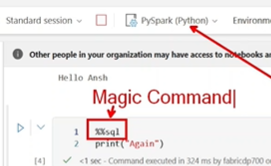 Standard session PySpark (Python) Environm
Other people in your organization may have access to notebooks an
Hello Ansh
Magic Command|
1 %%sql
2 print("Again")
[4] <1 sec - Command executed in 324 ms by fabricdp700 o